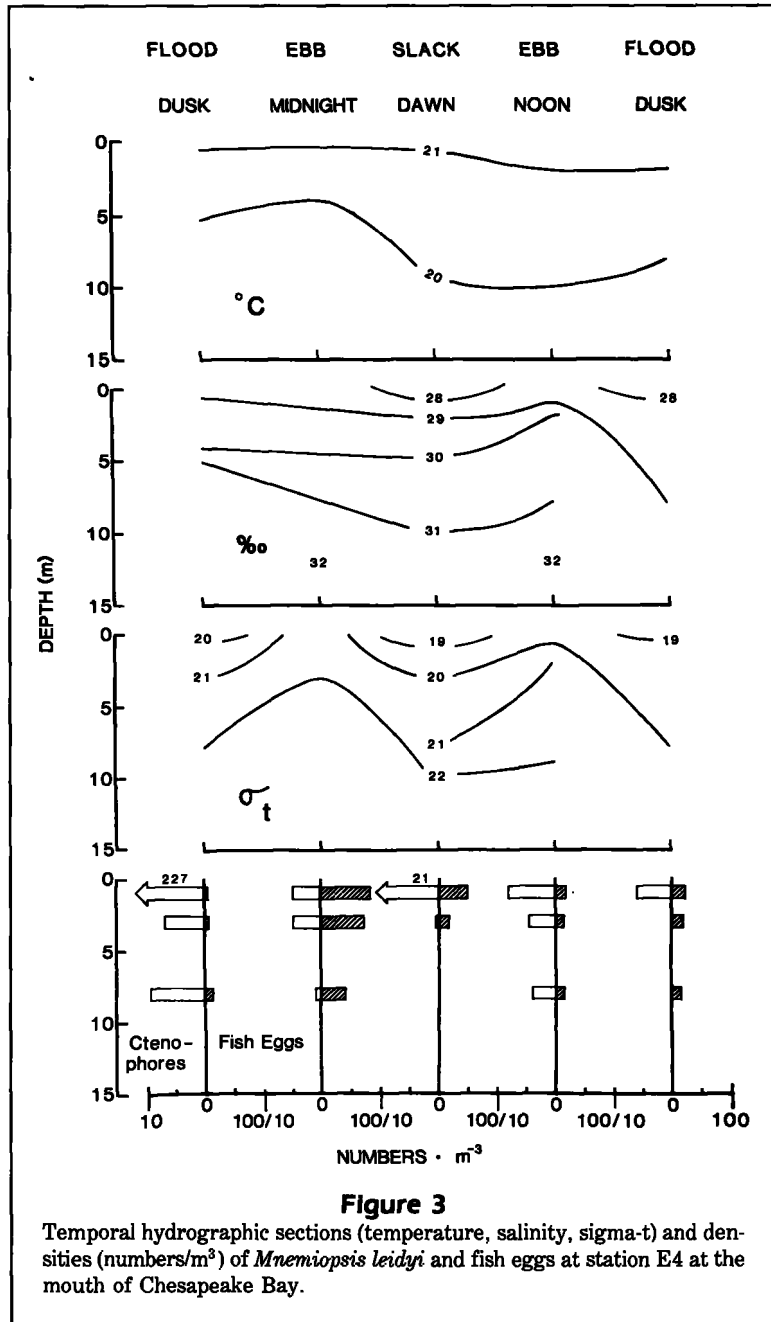 FLOOD EBB SLACK EBB FLOOD
DUSK MIDNIGHT DAWN NOON DUSK
0
21
5
20
10
°C
15
0
28 28
29
5
30
10
31
‰
32 32
15
DEPTH (m)
0
20 19 19
21 20
5
21
10
22
σt
15
227 21
0
5
10
Cteno- Fish Eggs
phores
15
10 0 100/10 0 100/10 0 100/10 0 100/10 0 100
NUMBERS · m⁻³
Figure 3
Temporal hydrographic sections (temperature, salinity, sigma-t) and den-
sities (numbers/m³) of Mnemiopsis leidyi and fish eggs at station E4 at the
mouth of Chesapeake Bay.